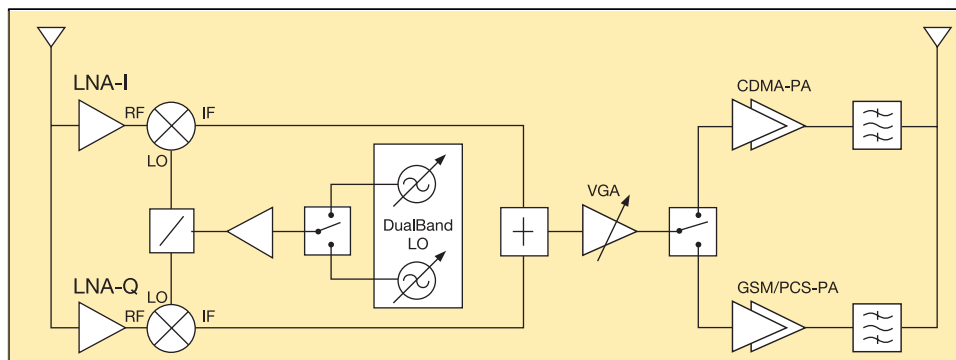 LNA-I
RF
IF
LO
CDMA-PA
VGA
DualBand
LO
LNA-Q
LO
RF
IF
GSM/PCS-PA